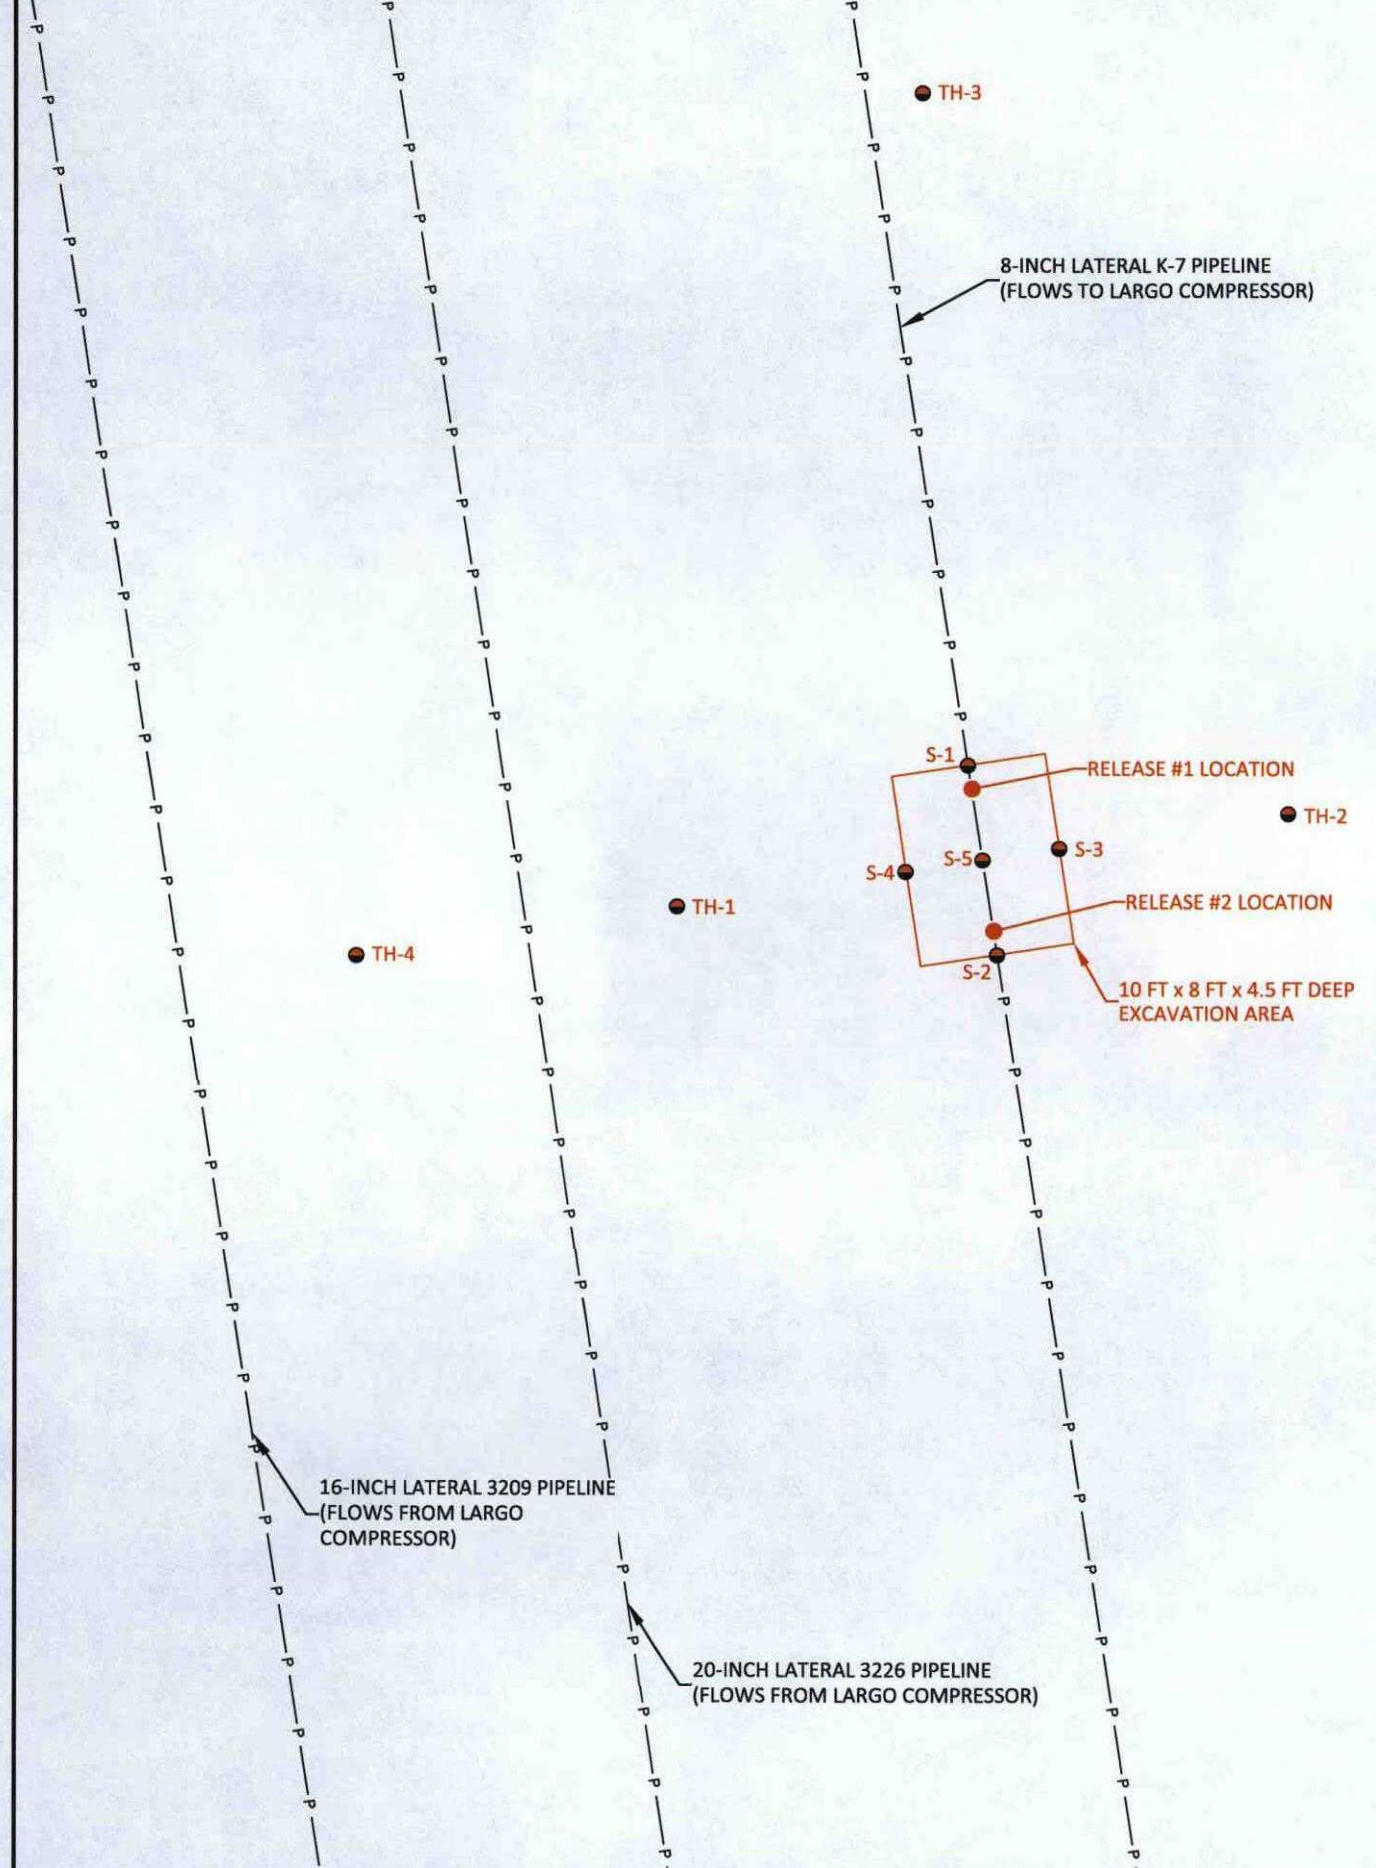 TH-3
8-INCH LATERAL K-7 PIPELINE
(FLOWS TO LARGO COMPRESSOR)
S-1
RELEASE #1 LOCATION
TH-2
S-3
S-5
S-4
RELEASE #2 LOCATION
TH-1
TH-4
S-2
10 FT x 8 FT x 4.5 FT DEEP
EXCAVATION AREA
16-INCH LATERAL 3209 PIPELINE
(FLOWS FROM LARGO
COMPRESSOR)
20-INCH LATERAL 3226 PIPELINE
(FLOWS FROM LARGO COMPRESSOR)